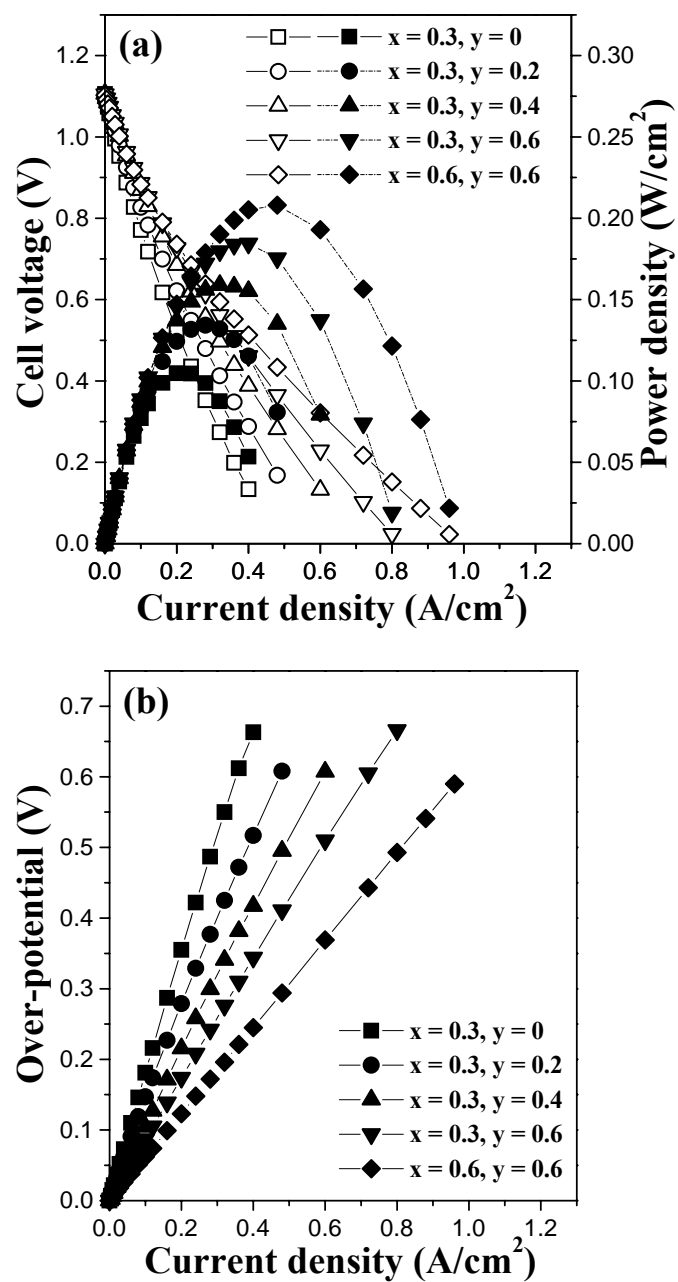 (a)
x = 0.3, y = 0
x = 0.3, y = 0.2
x = 0.3, y = 0.4
x = 0.3, y = 0.6
x = 0.6, y = 0.6
1.2
1.0
0.8
0.6
0.4
0.2
0.0
Cell voltage (V)
0.30
0.25
0.20
0.15
0.10
0.05
0.00
Power density (W/cm²)
0.0 0.2 0.4 0.6 0.8 1.0 1.2
Current density (A/cm²)
(b)
0.7
0.6
0.5
0.4
0.3
0.2
0.1
0.0
Over-potential (V)
x = 0.3, y = 0
x = 0.3, y = 0.2
x = 0.3, y = 0.4
x = 0.3, y = 0.6
x = 0.6, y = 0.6
0.0 0.2 0.4 0.6 0.8 1.0 1.2
Current density (A/cm²)